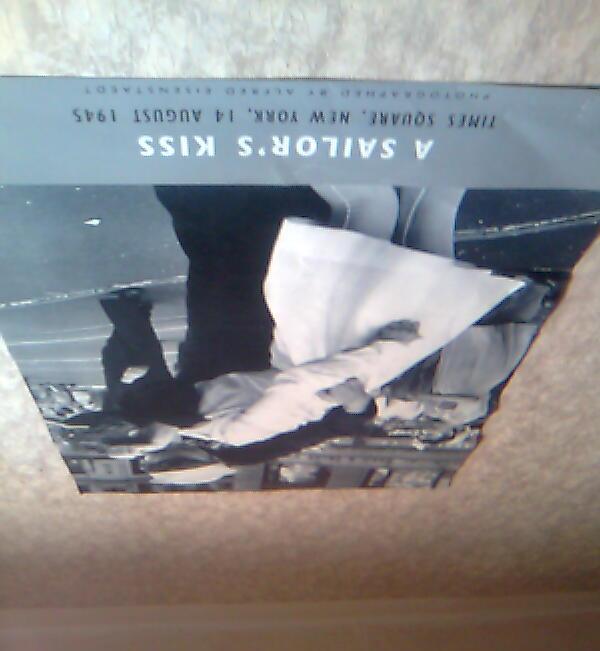 A SAILOR'S KISS
TIMES SQUARE, NEW YORK, 14 AUGUST 1945
PHOTOGRAPHED BY ALFRED EISENSTAEDT